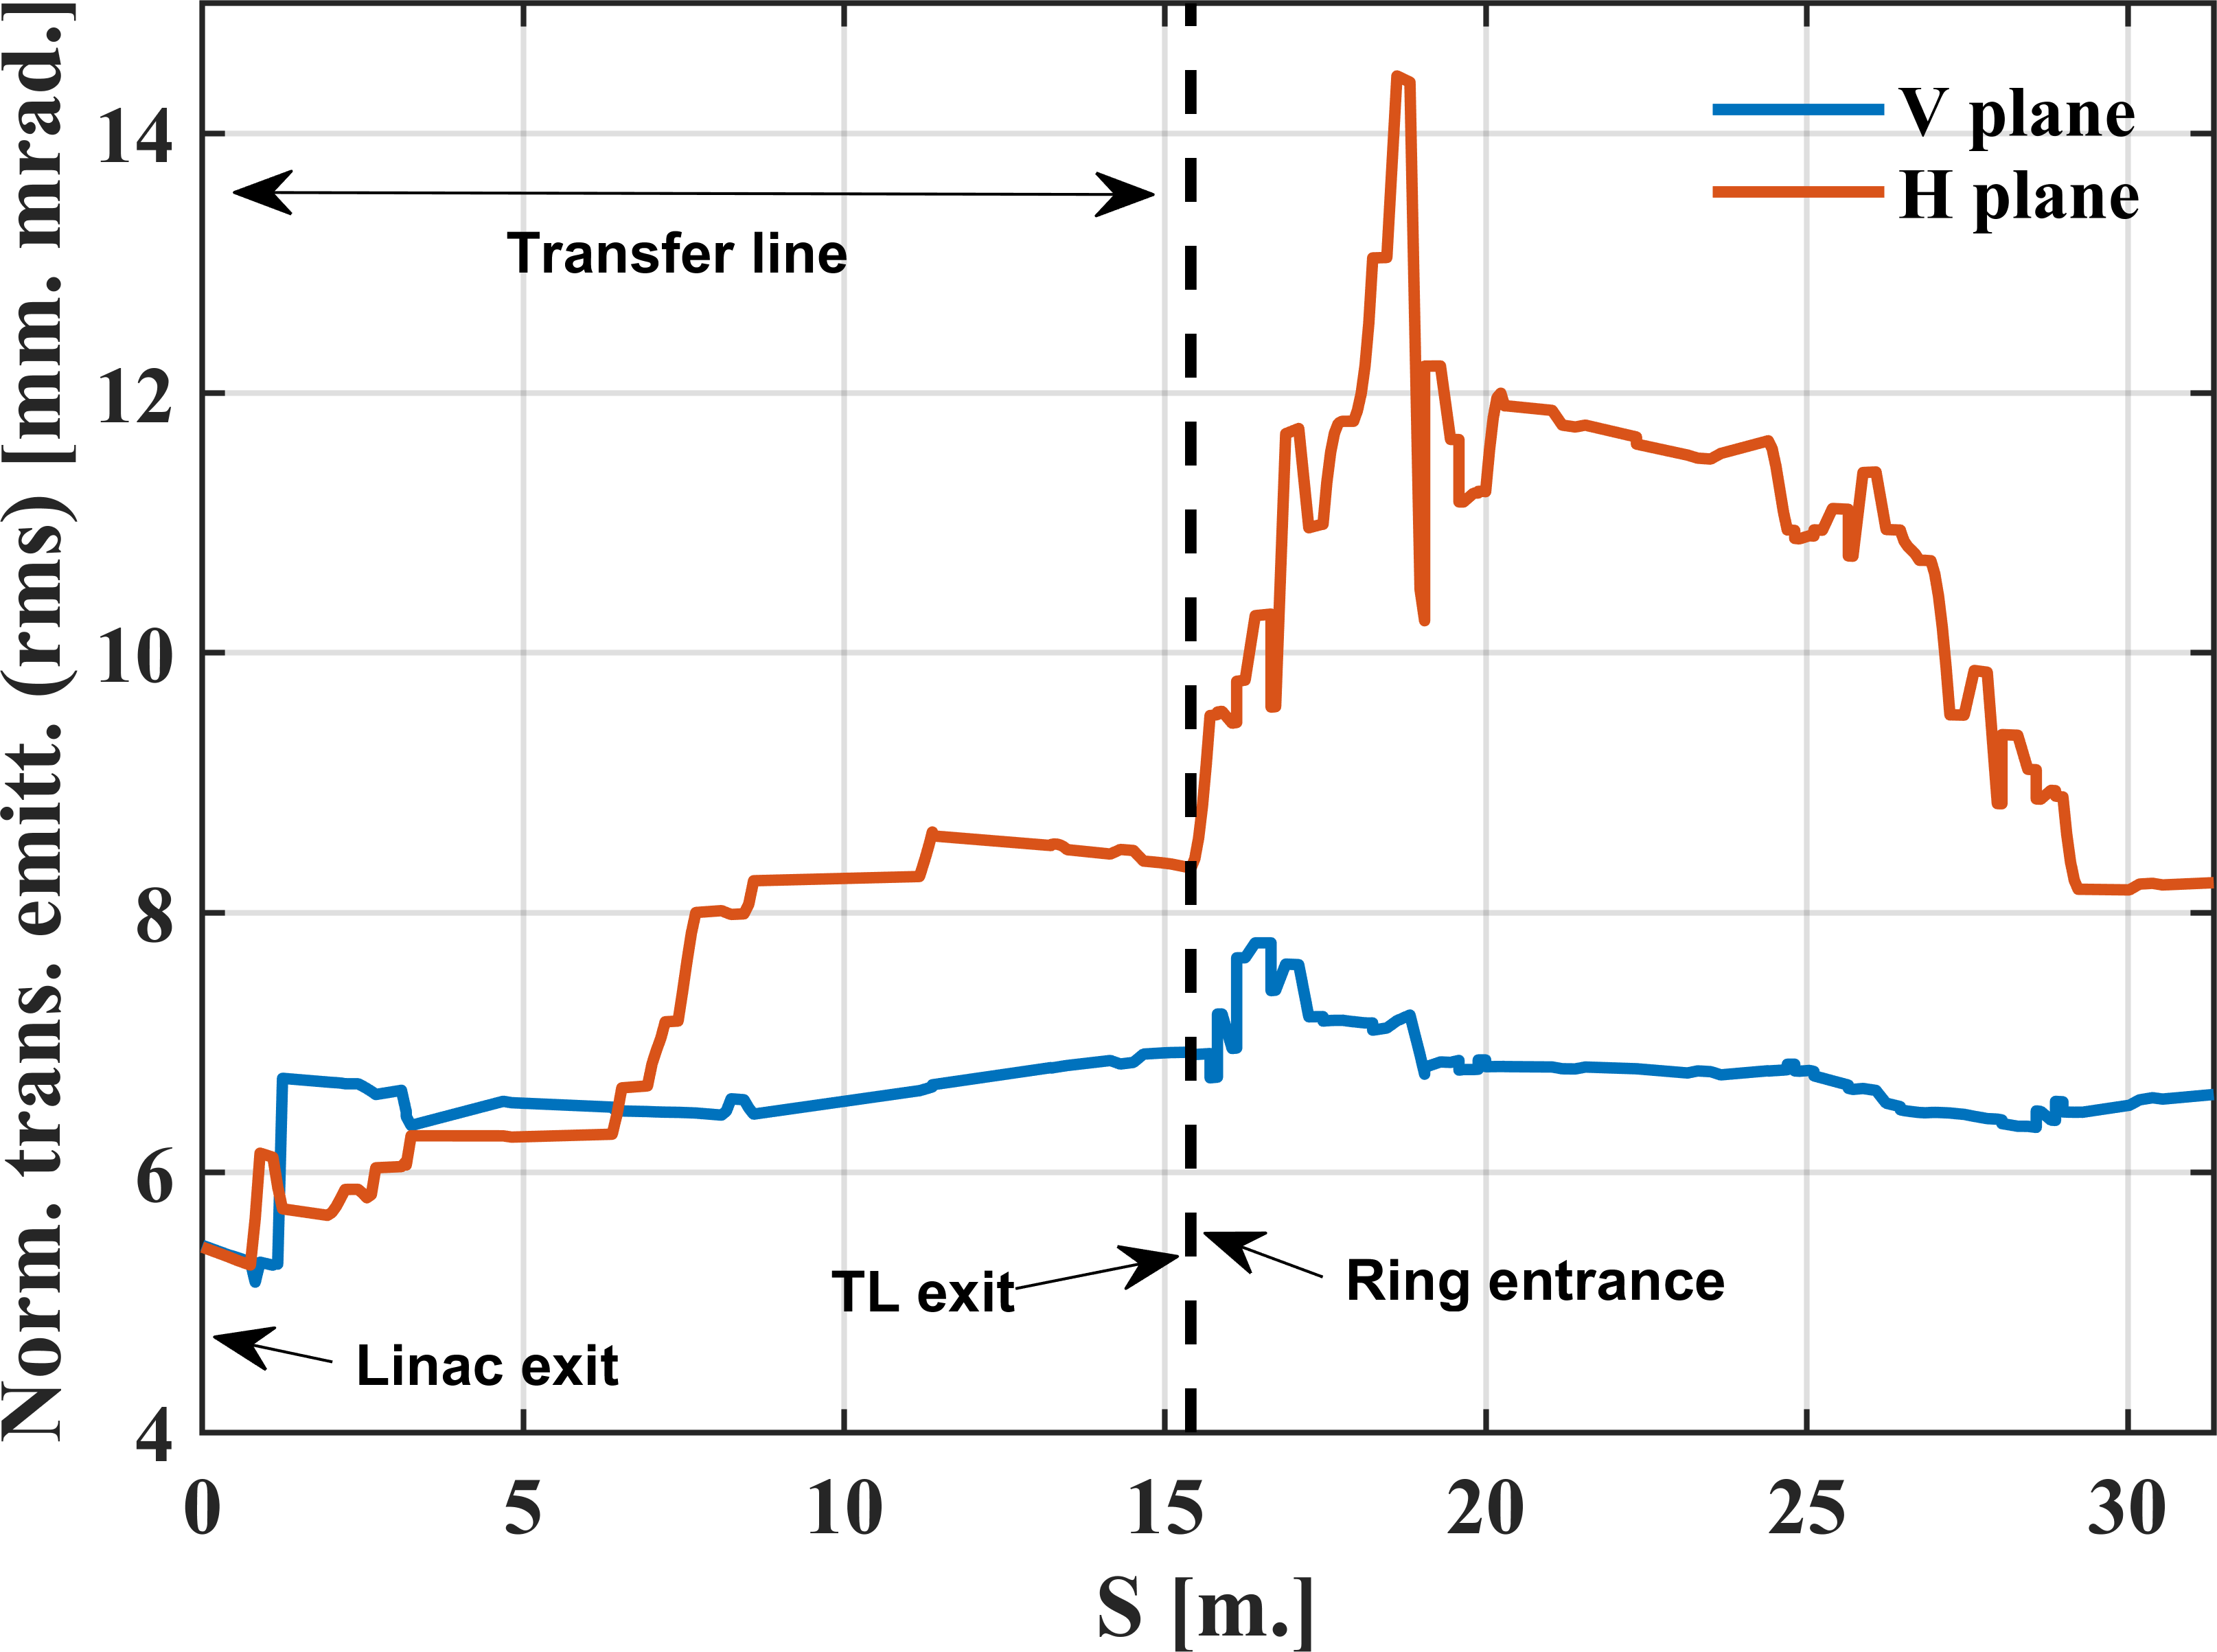 Norm. trans. emitt. (rms) [mm. mrad.]
14
12
10
8
6
4
V plane
H plane
Transfer line
TL exit
Ring entrance
Linac exit
0 5 10 15 20 25 30
S [m.]